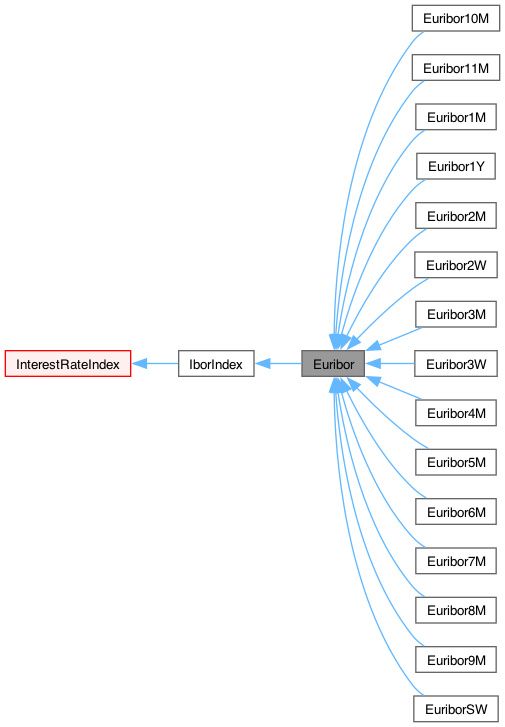 Euribor10M
Euribor11M
Euribor1M
Euribor1Y
Euribor2M
Euribor2W
Euribor3M
InterestRateIndex
IborIndex
Euribor
Euribor3W
Euribor4M
Euribor5M
Euribor6M
Euribor7M
Euribor8M
Euribor9M
EuriborSW